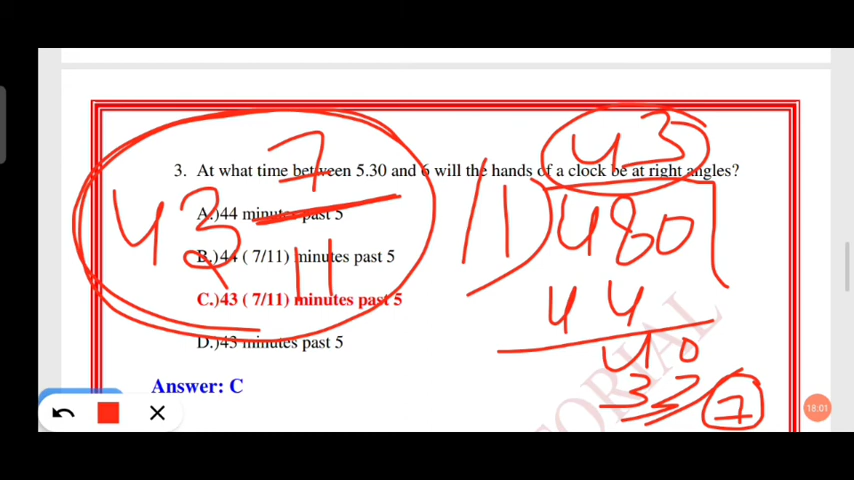 3. At what time between 5.30 and 6 will the hands of a clock be at right angles?
A.)44 minutes past 5
B.)44 ( 7/11) minutes past 5
C.)43 ( 7/11) minutes past 5
D.)43 minutes past 5
Answer: C
43 7
11
43
11) 480
44
40
33
7
TORIAL
18:01